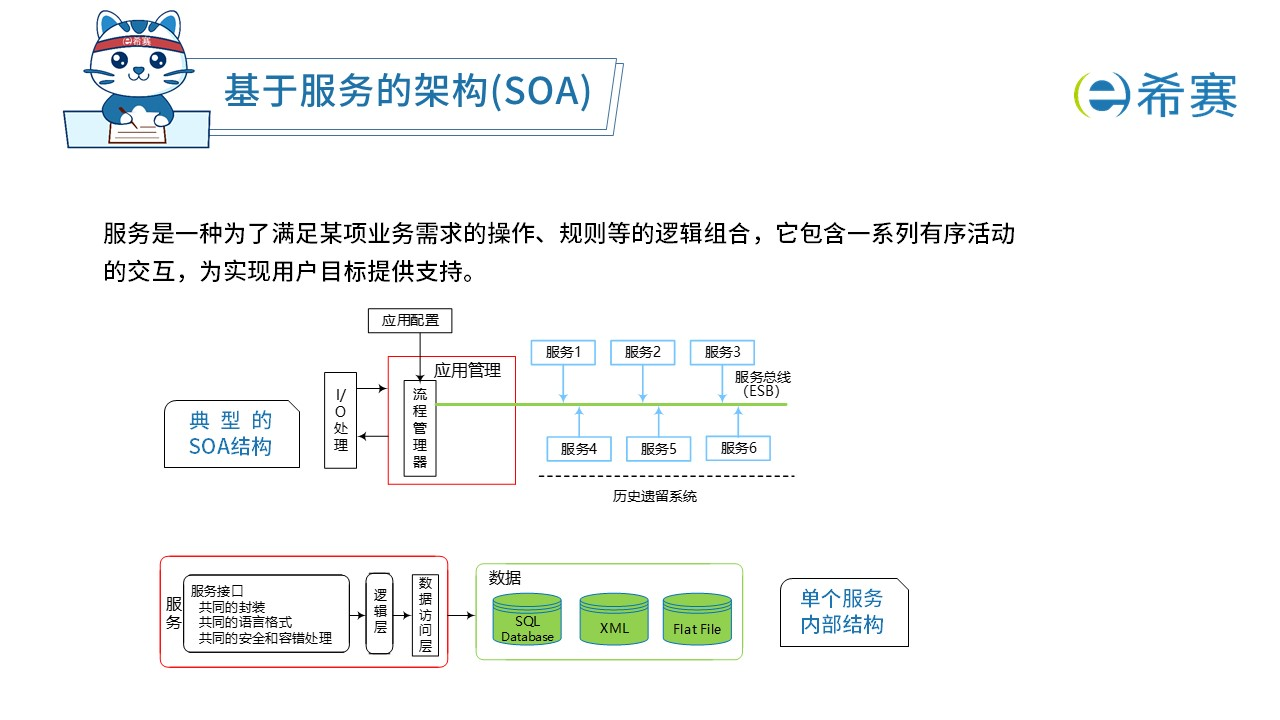 希赛
基于服务的架构(SOA)
希赛
服务是一种为了满足某项业务需求的操作、规则等的逻辑组合，它包含一系列有序活动
的交互，为实现用户目标提供支持。
应用配置
应用管理
I/O处理
流程管理器
服务1
服务2
服务3
服务总线
（ESB）
服务4
服务5
服务6
历史遗留系统
典 型 的
SOA结构
服务
服务接口
共同的封装
共同的语言格式
共同的安全和容错处理
逻辑层
数据访问层
数据
SQL
Database
XML
Flat File
单个服务
内部结构